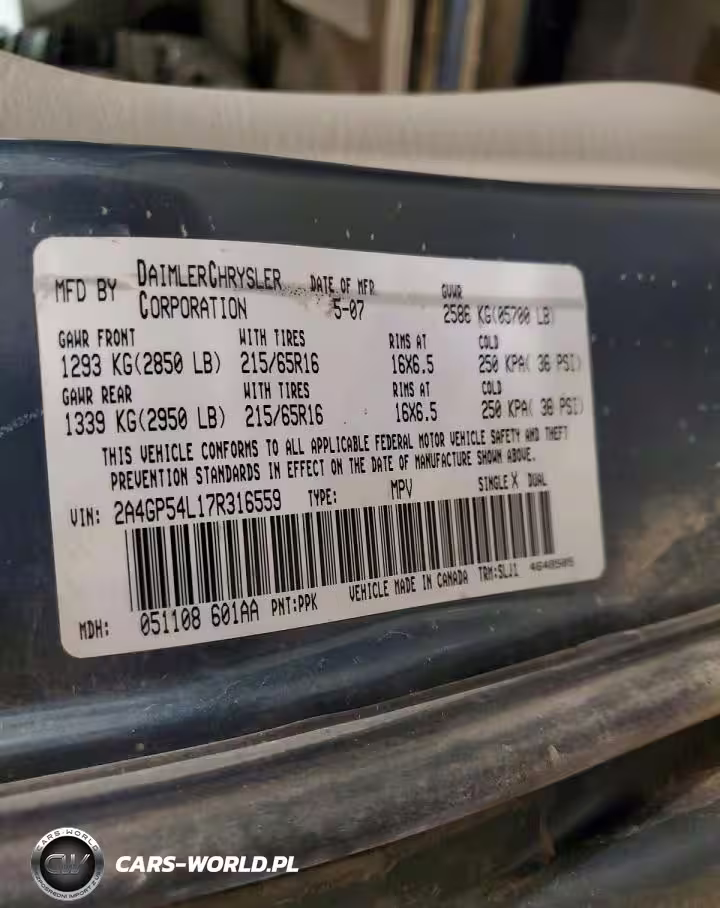 MFD BY DAIMLERCHRYSLER CORPORATION DATE OF MFR 5-07 GVWR 2586 KG(05700 LB)
GAWR FRONT WITH TIRES RIMS AT COLD
1293 KG(2850 LB) 215/65R16 16X6.5 250 KPA( 36 PSI)
GAWR REAR WITH TIRES RIMS AT COLD
1339 KG(2950 LB) 215/65R16 16X6.5 250 KPA( 36 PSI)
THIS VEHICLE CONFORMS TO ALL APPLICABLE FEDERAL MOTOR VEHICLE SAFETY AND THEFT
PREVENTION STANDARDS IN EFFECT ON THE DATE OF MANUFACTURE SHOWN ABOVE.
VIN: 2A4GP54L17R316559 TYPE: MPV SINGLE X DUAL
MDH: 051108 601AA PNT:PPK VEHICLE MADE IN CANADA TRM:SLJ1
CARS-WORLD
CW
CARS-WORLD.PL